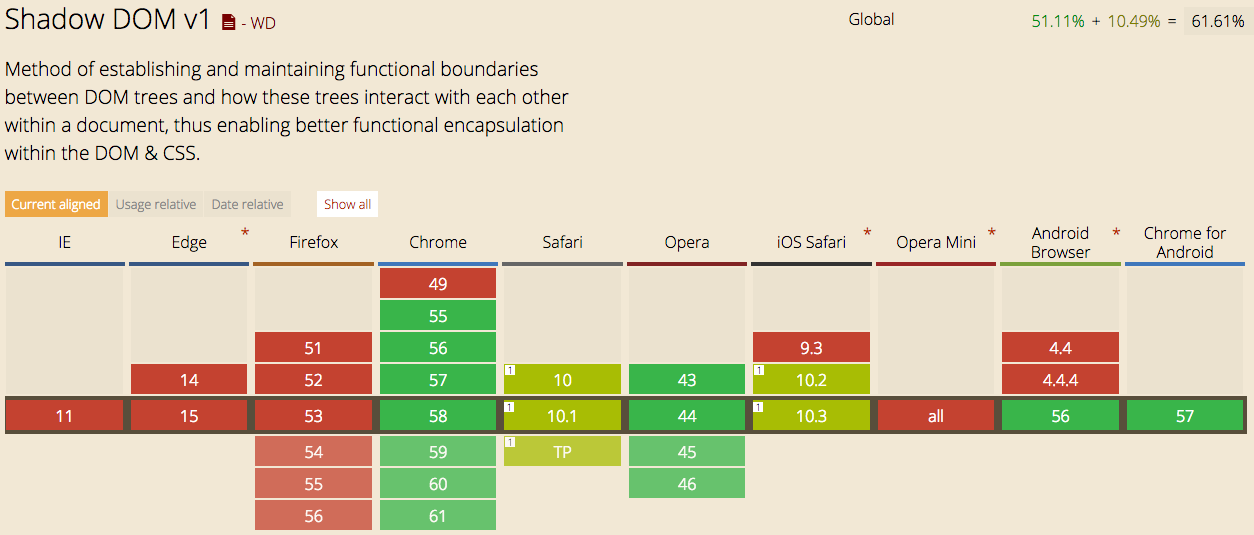 Shadow DOM v1 - WD
Global 51.11% + 10.49% = 61.61%
Method of establishing and maintaining functional boundaries
between DOM trees and how these trees interact with each other
within a document, thus enabling better functional encapsulation
within the DOM & CSS.
Current aligned Usage relative Date relative Show all
IE Edge * Firefox Chrome Safari Opera iOS Safari * Opera Mini * Android Browser * Chrome for Android
49
55
51 56 9.3 4.4
14 52 57 1 10 43 1 10.2 4.4.4
11 15 53 58 1 10.1 44 1 10.3 all 56 57
54 59 1 TP 45
55 60 46
56 61